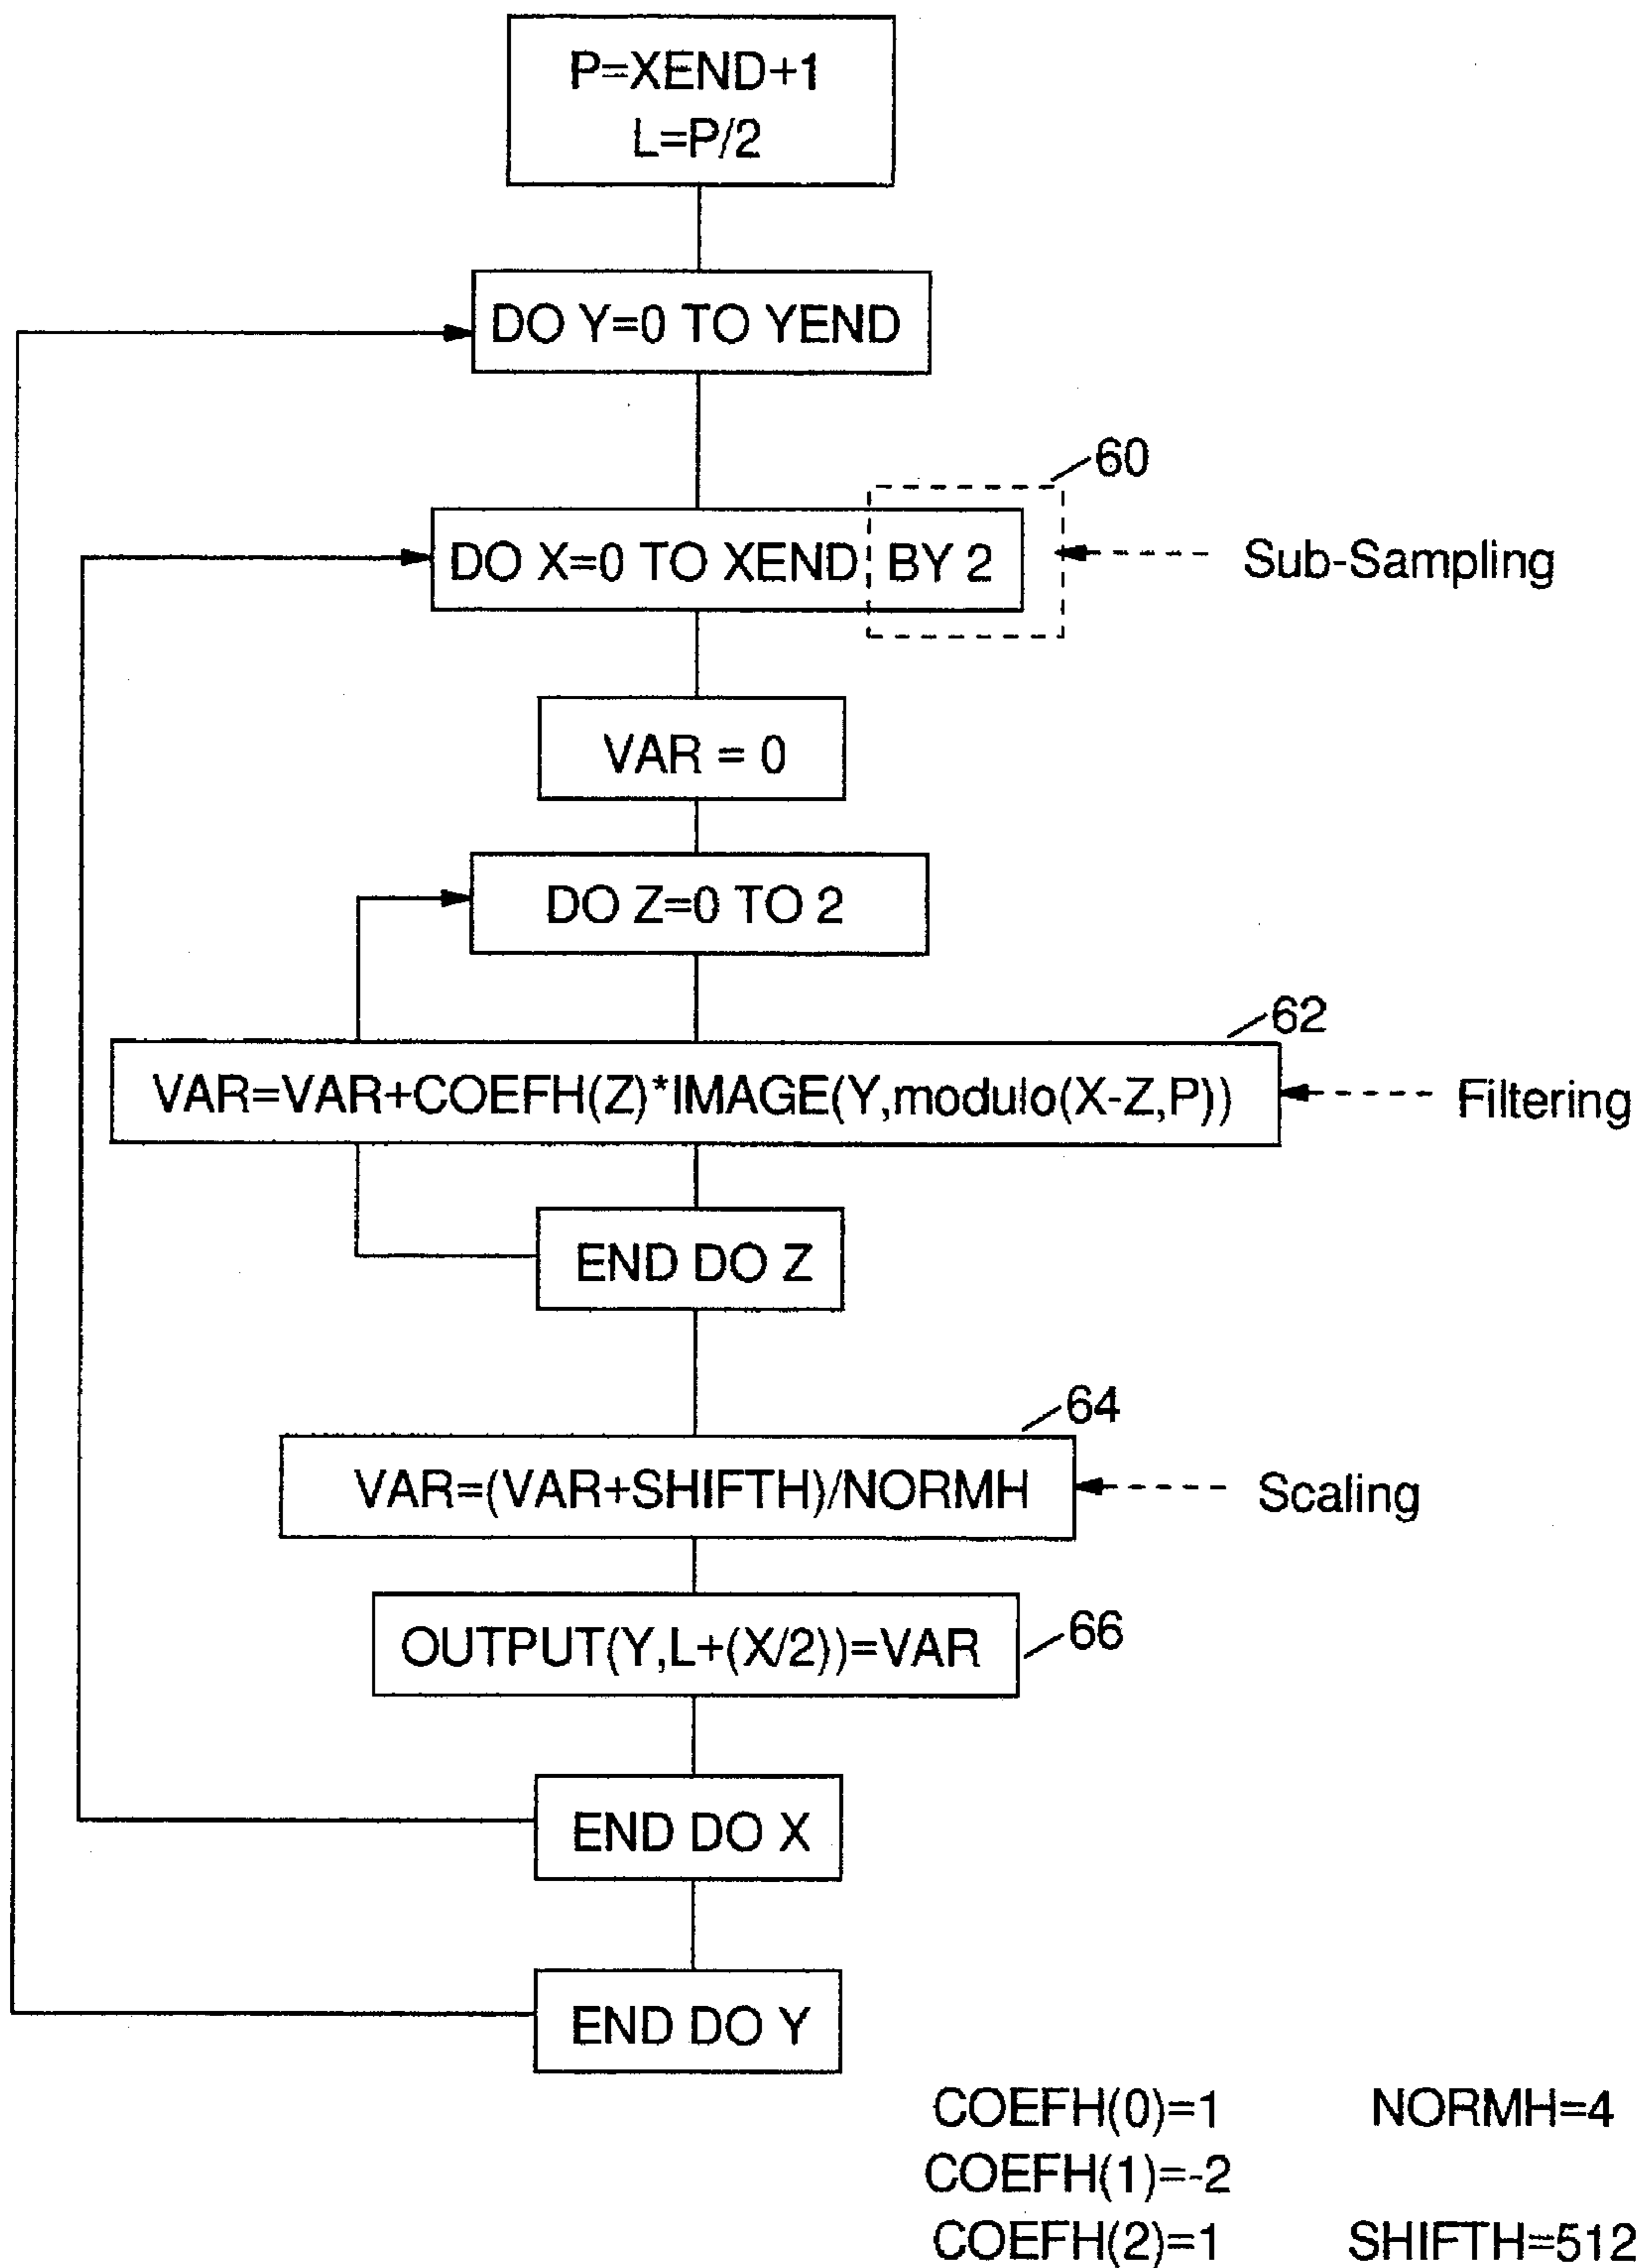 P=XEND+1
L=P/2
DO Y=0 TO YEND
60
DO X=0 TO XEND BY 2
Sub-Sampling
VAR = 0
DO Z=0 TO 2
62
VAR=VAR+COEFH(Z)*IMAGE(Y,modulo(X-Z,P))
Filtering
END DO Z
64
VAR=(VAR+SHIFTH)/NORMH
Scaling
OUTPUT(Y,L+(X/2))=VAR
66
END DO X
END DO Y
COEFH(0)=1 NORMH=4
COEFH(1)=-2
COEFH(2)=1 SHIFTH=512